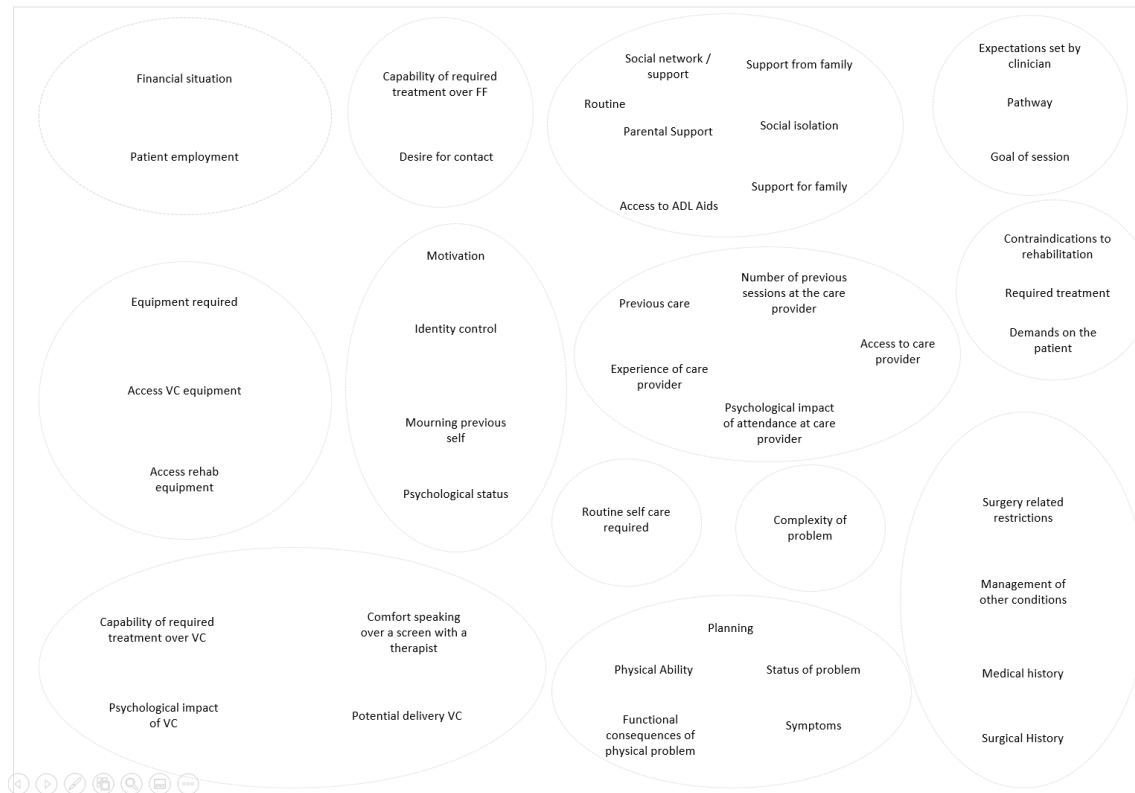 Financial situation
Patient employment
Capability of required
treatment over FF
Desire for contact
Social network /
support
Support from family
Routine
Parental Support
Social isolation
Support for family
Access to ADL Aids
Expectations set by
clinician
Pathway
Goal of session
Contraindications to
rehabilitation
Required treatment
Demands on the
patient
Equipment required
Access VC equipment
Access rehab
equipment
Motivation
Identity control
Mourning previous
self
Psychological status
Previous care
Number of previous
sessions at the care
provider
Access to care
provider
Experience of care
provider
Psychological impact
of attendance at care
provider
Routine self care
required
Complexity of
problem
Surgery related
restrictions
Management of
other conditions
Medical history
Surgical History
Capability of required
treatment over VC
Comfort speaking
over a screen with a
therapist
Psychological impact
of VC
Potential delivery VC
Planning
Physical Ability
Status of problem
Functional
consequences of
physical problem
Symptoms